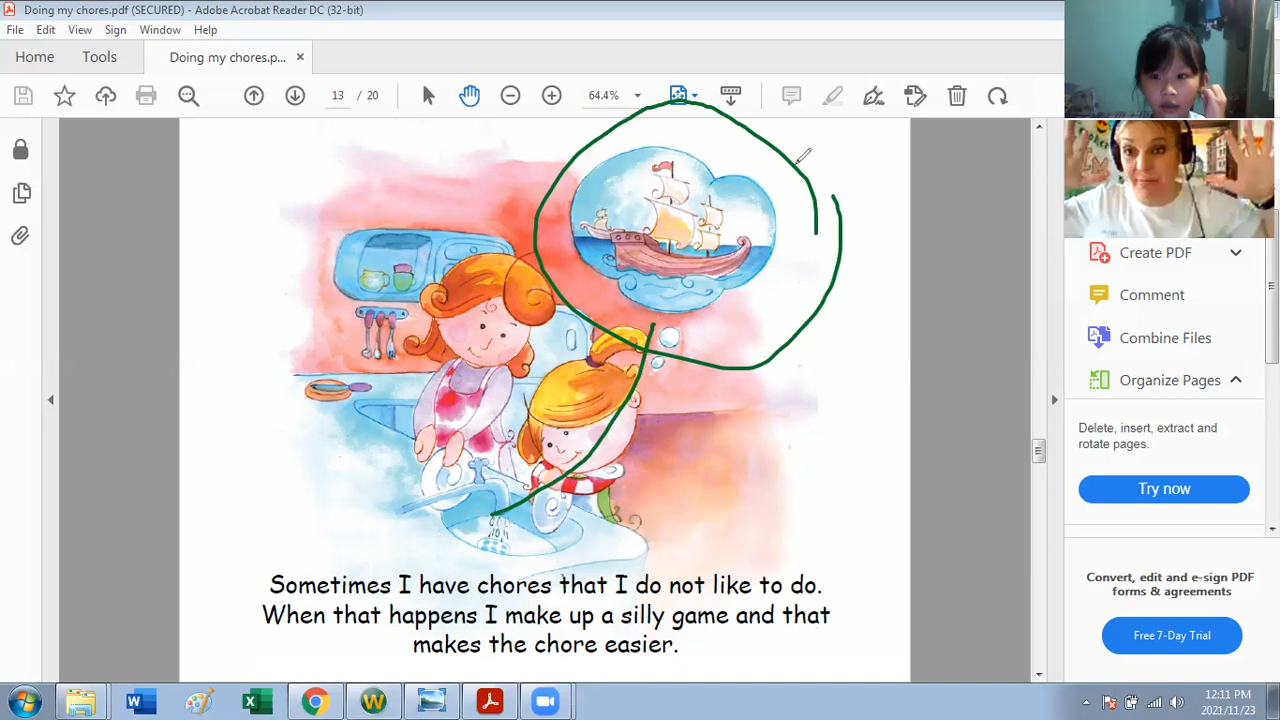 Doing my chores.pdf (SECURED) - Adobe Acrobat Reader DC (32-bit)
File Edit View Sign Window Help
Home Tools Doing my chores.p... ×
13 / 20 64.4%
Create PDF
Comment
Combine Files
Organize Pages
Delete, insert, extract and
rotate pages.
Try now
Convert, edit and e-sign PDF
forms & agreements
Free 7-Day Trial
Sometimes I have chores that I do not like to do.
When that happens I make up a silly game and that
makes the chore easier.
12:11 PM
2021/11/23